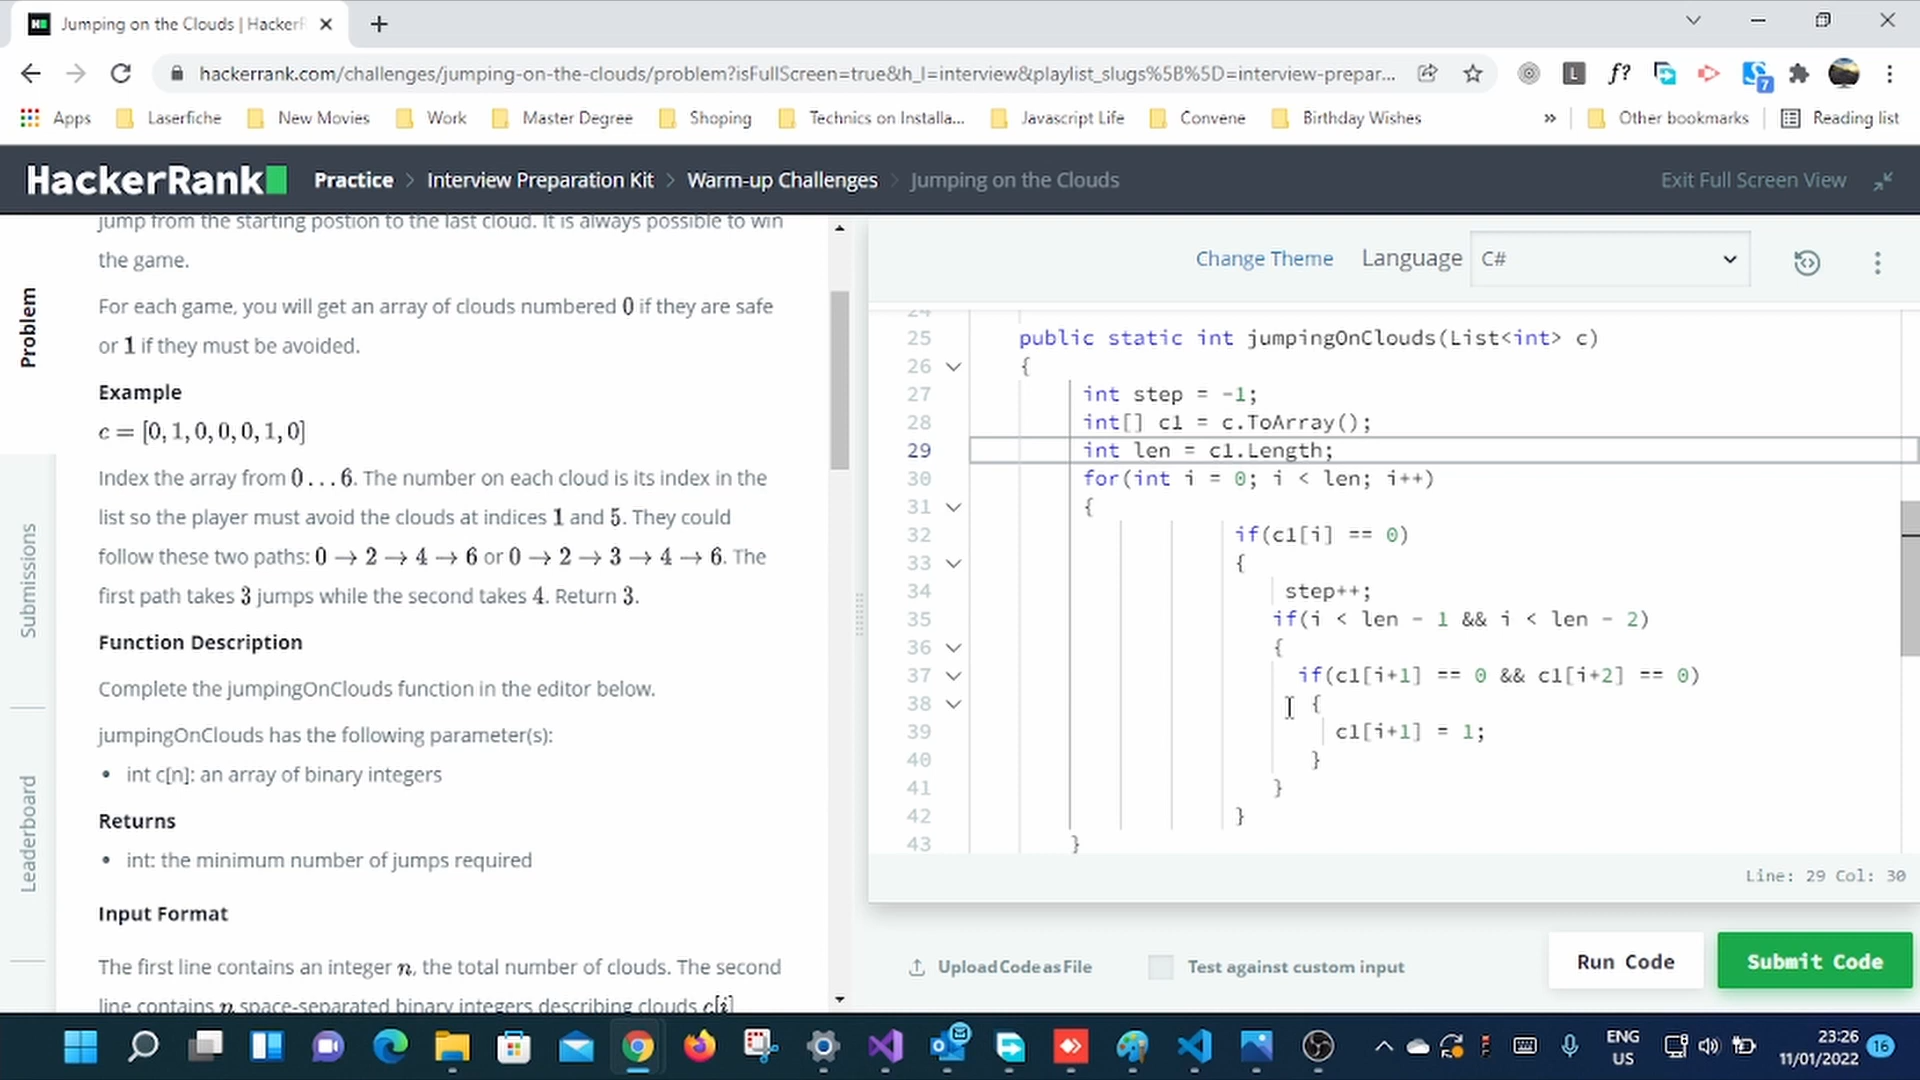 Jumping on the Clouds | HackerR
hackerrank.com/challenges/jumping-on-the-clouds/problem?isFullScreen=true&h_l=interview&playlist_slugs%5B%5D=interview-prepar...
L
f?
7
Apps
Laserfiche
New Movies
Work
Master Degree
Shoping
Technics on Installa...
Javascript Life
Convene
Birthday Wishes
»
Other bookmarks
Reading list
HackerRank
Practice > Interview Preparation Kit > Warm-up Challenges > Jumping on the Clouds
Exit Full Screen View
Problem
Submissions
Leaderboard
jump from the starting postion to the last cloud. It is always possible to win
the game.
For each game, you will get an array of clouds numbered 0 if they are safe
or 1 if they must be avoided.
Example
c = [0, 1, 0, 0, 0, 1, 0]
Index the array from 0 . . . 6. The number on each cloud is its index in the
list so the player must avoid the clouds at indices 1 and 5. They could
follow these two paths: 0 → 2 → 4 → 6 or 0 → 2 → 3 → 4 → 6. The
first path takes 3 jumps while the second takes 4. Return 3.
Function Description
Complete the jumpingOnClouds function in the editor below.
jumpingOnClouds has the following parameter(s):
• int c[n]: an array of binary integers
Returns
• int: the minimum number of jumps required
Input Format
The first line contains an integer n, the total number of clouds. The second
line contains n space-separated binary integers describing clouds c[i]
Change Theme
Language
C#
24
25 public static int jumpingOnClouds(List<int> c)
26 {
27 int step = -1;
28 int[] c1 = c.ToArray();
29 int len = c1.Length;
30 for(int i = 0; i < len; i++)
31 {
32 if(c1[i] == 0)
33 {
34 step++;
35 if(i < len - 1 && i < len - 2)
36 {
37 if(c1[i+1] == 0 && c1[i+2] == 0)
38 {
39 c1[i+1] = 1;
40 }
41 }
42 }
43 }
Line: 29 Col: 30
Upload Code as File
Test against custom input
Run Code
Submit Code
ENG
US
23:26
11/01/2022
16